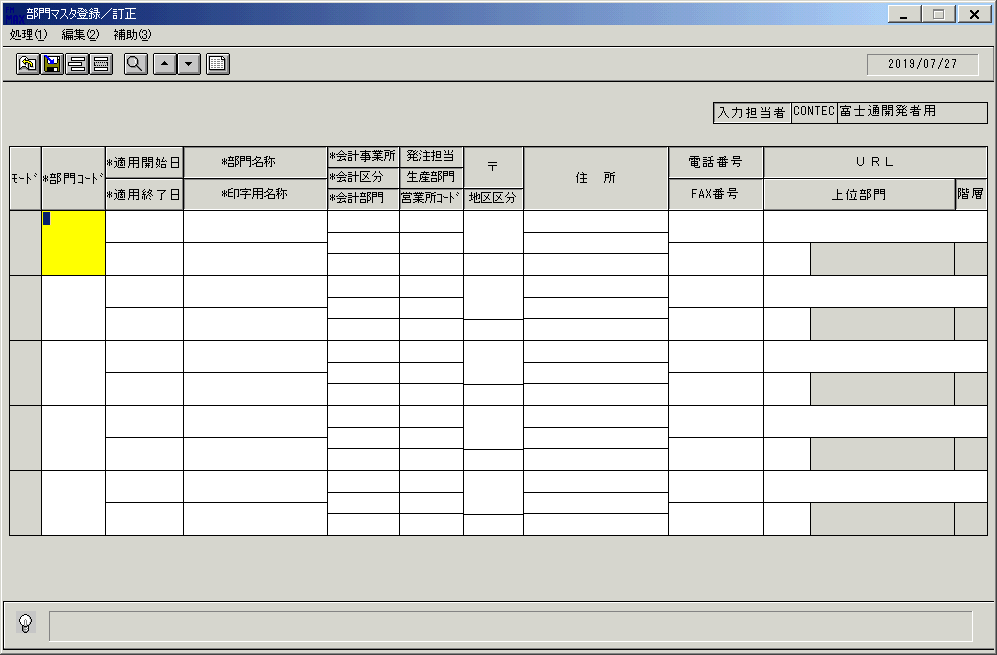 部門マスタ登録／訂正
処理(1) 編集(2) 補助(3)
2019/07/27
入力担当者 CONTEC 富士通開発者用
ﾓｰﾄﾞ *部門ｺｰﾄﾞ *適用開始日 *部門名称 *会計事業所 発注担当 〒 住　所 電話番号 ＵＲＬ
*会計区分 生産部門
*適用終了日 *印字用名称 *会計部門 営業所ｺｰﾄﾞ 地区区分 FAX番号 上位部門 階層